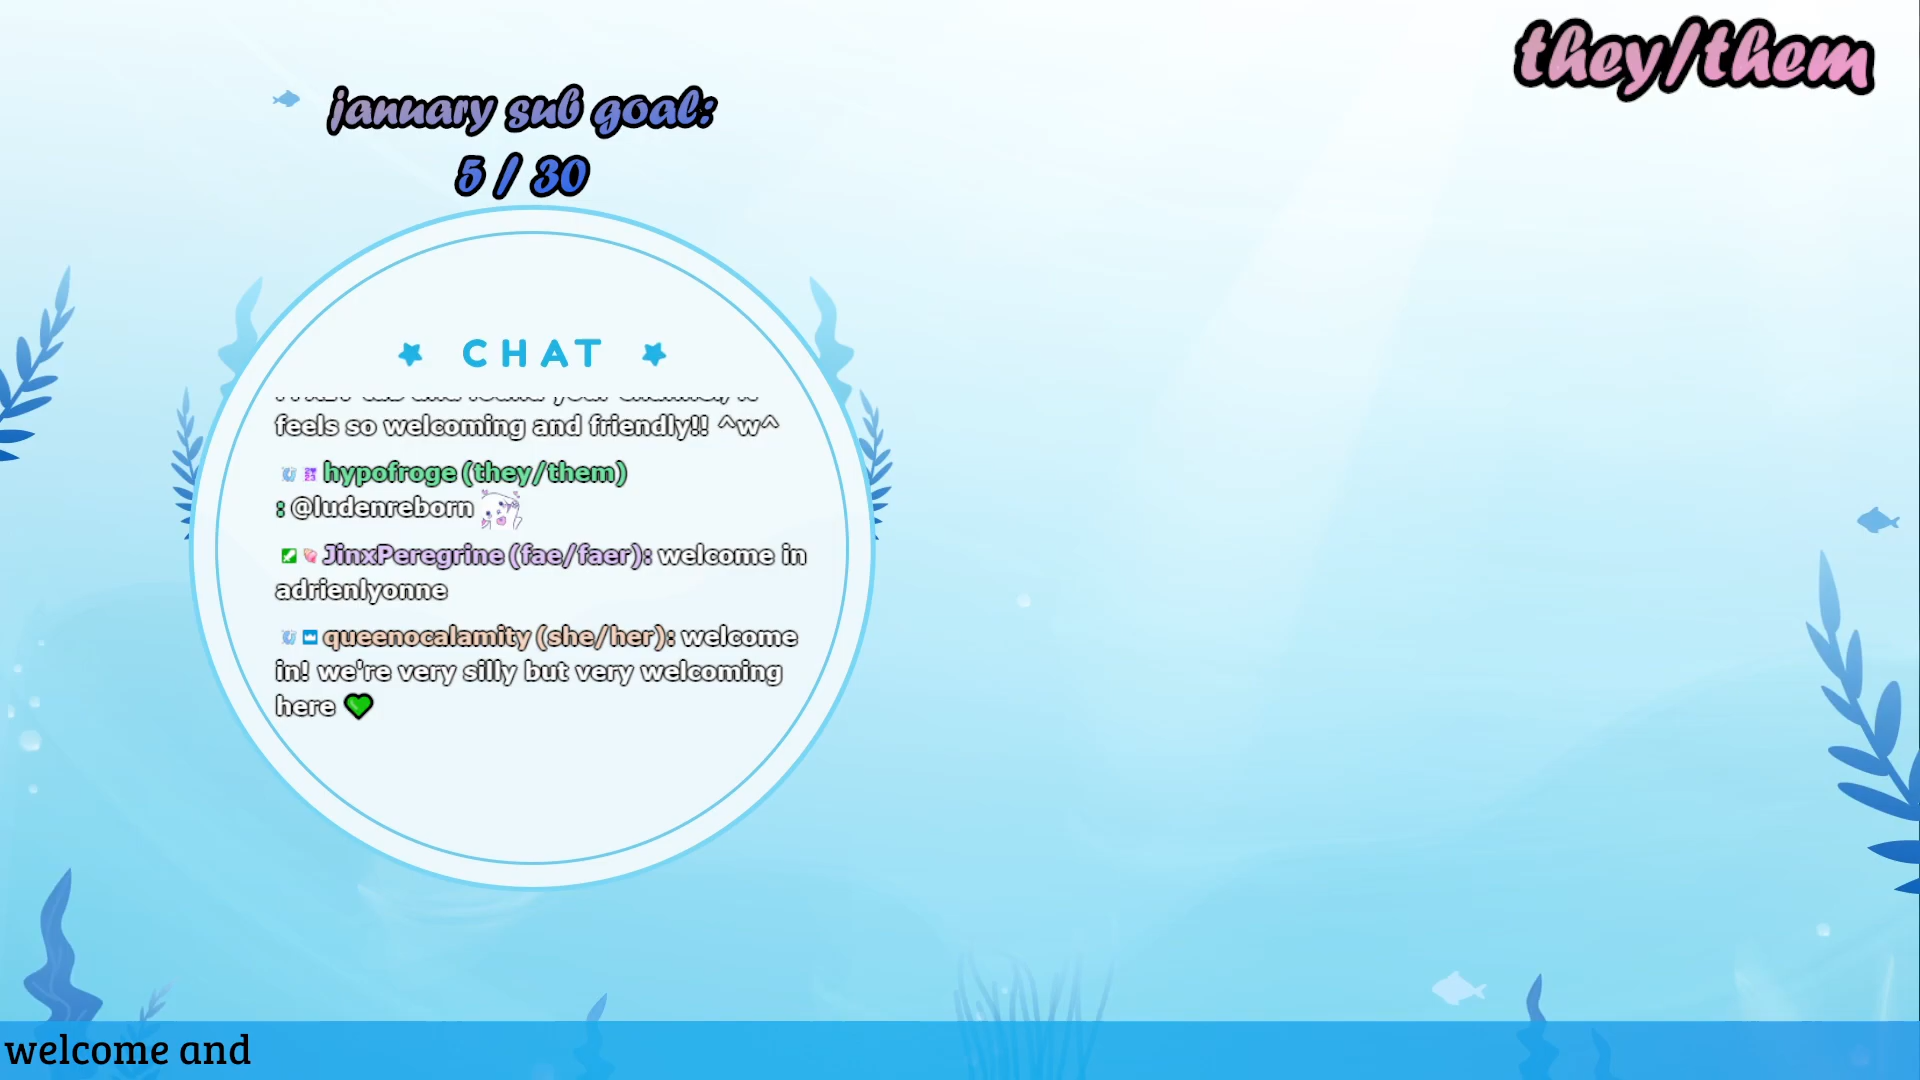 they/them
january sub goal:
5 / 30
CHAT
feels so welcoming and friendly!! ^w^
hypofroge (they/them)
: @ludenreborn
JinxPeregrine (fae/faer): welcome in
adrienlyonne
queenocalamity (she/her): welcome
in! we're very silly but very welcoming
here
welcome and